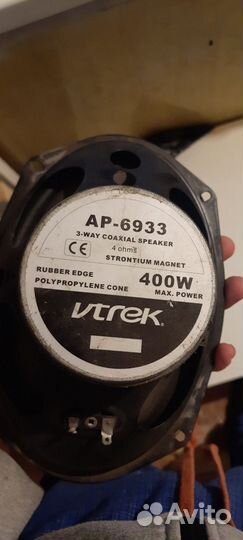 AP-6933
3-WAY COAXIAL SPEAKER
CE 4 ohms
STRONTIUM MAGNET
RUBBER EDGE
POLYPROPYLENE CONE
400W
MAX. POWER
vtrek
Avito